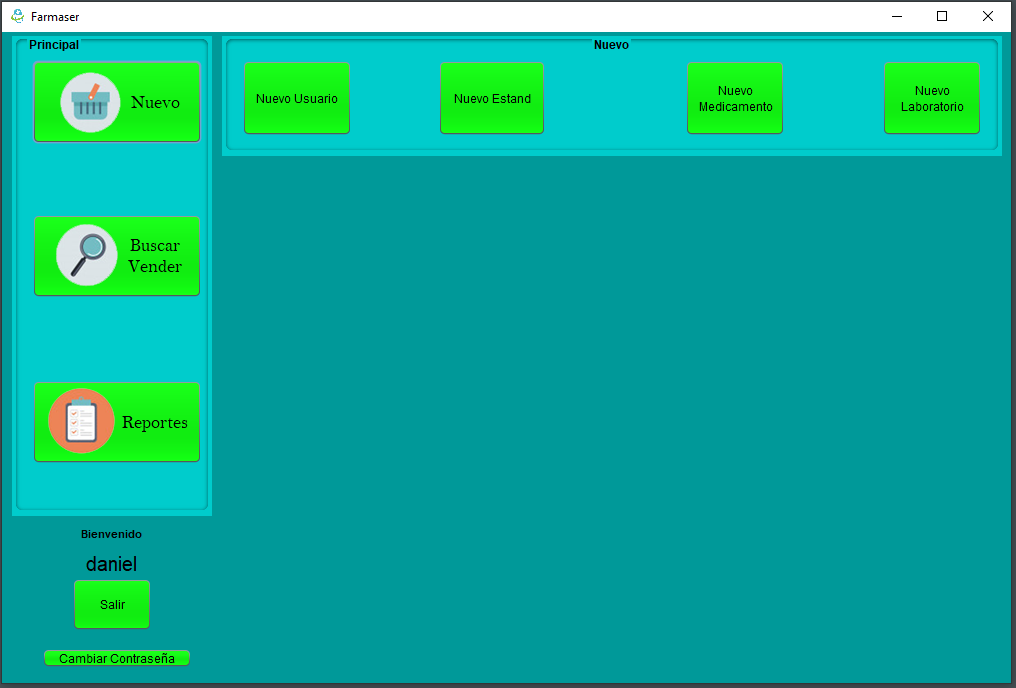 Farmaser
Principal
Nuevo
Buscar
Vender
Reportes
Bienvenido
daniel
Salir
Cambiar Contraseña
Nuevo
Nuevo Usuario
Nuevo Estand
Nuevo
Medicamento
Nuevo
Laboratorio